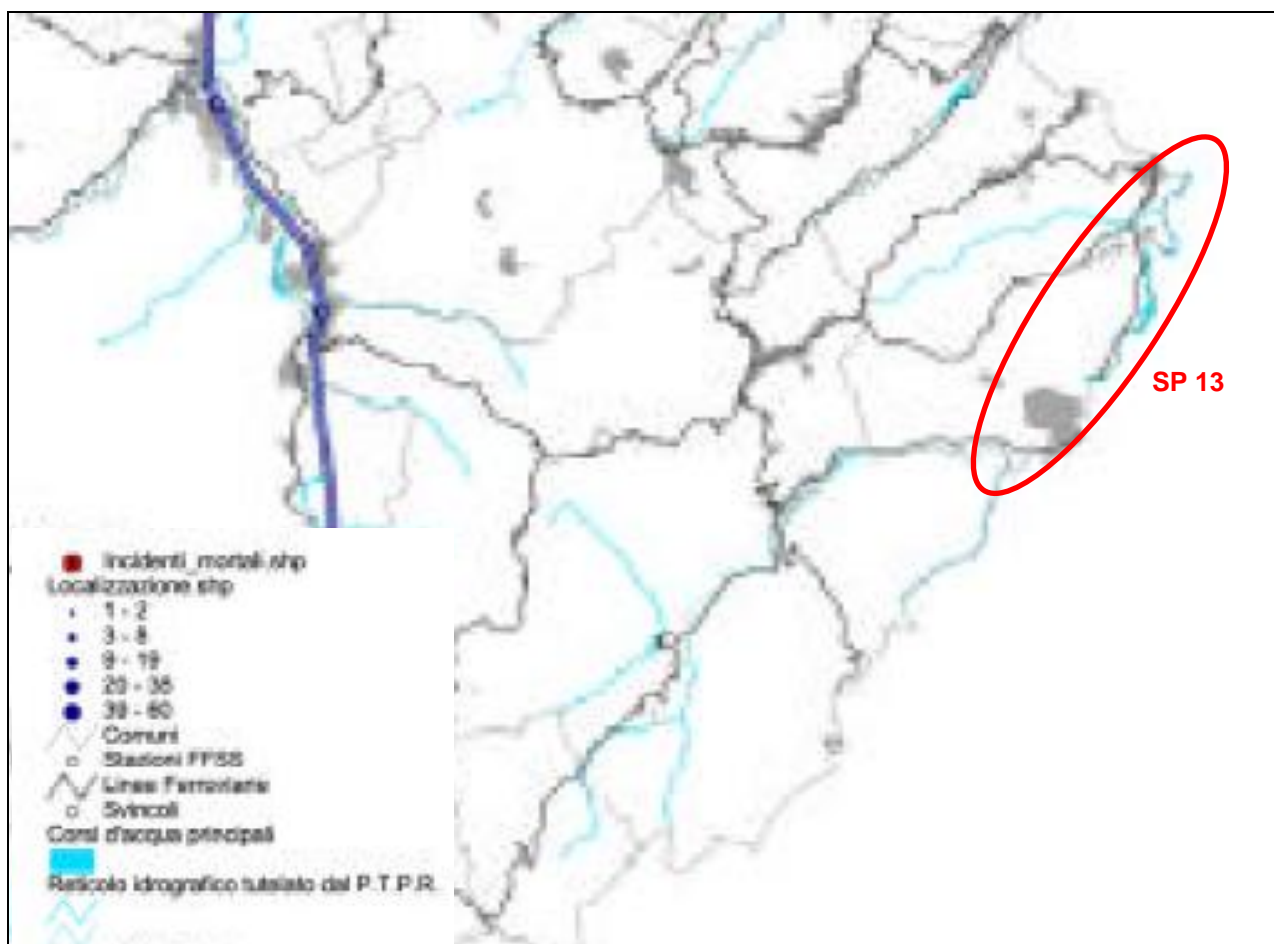 SP 13
Incidenti_mortali.shp
Localizzazione.shp
1 - 2
3 - 8
9 - 19
20 - 38
39 - 60
Comuni
Stazioni FFSS
Linee Ferroviarie
Svincoli
Corsi d'acqua principali
Reticolo idrografico tutelato dal P.T.P.R.